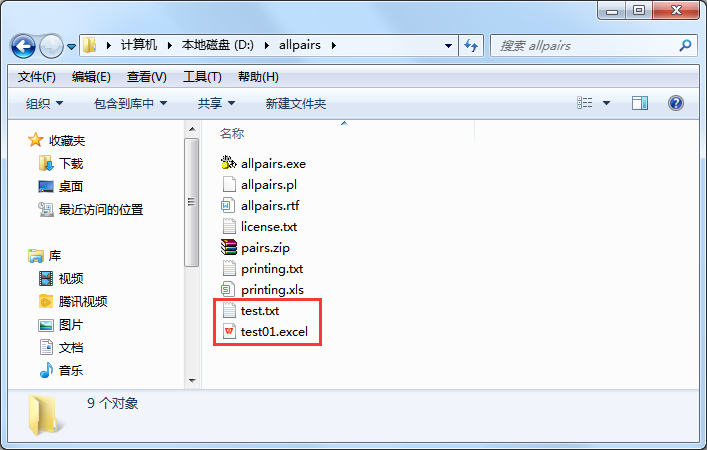 计算机 本地磁盘 (D:) allpairs 搜索 allpairs
文件(F) 编辑(E) 查看(V) 工具(T) 帮助(H)
组织 包含到库中 共享 新建文件夹
收藏夹
下载
桌面
最近访问的位置
库
视频
腾讯视频
图片
文档
音乐
名称
allpairs.exe
allpairs.pl
allpairs.rtf
license.txt
pairs.zip
printing.txt
printing.xls
test.txt
test01.excel
9 个对象